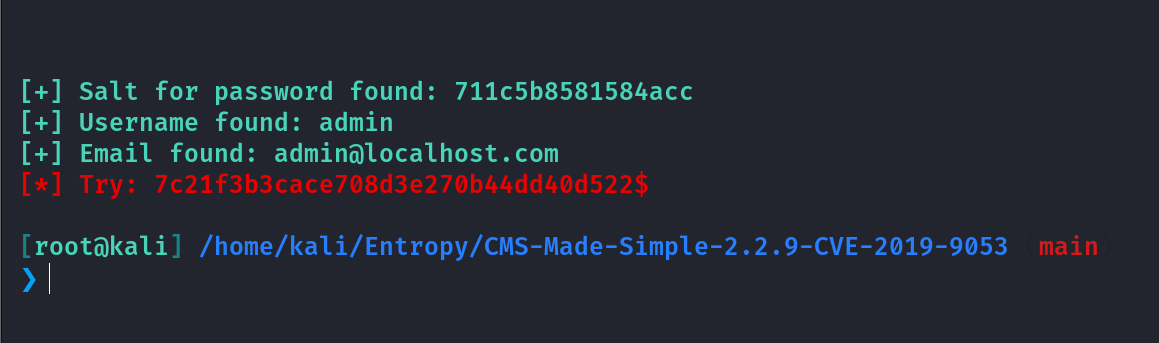 [+] Salt for password found: 711c5b8581584acc
[+] Username found: admin
[+] Email found: admin@localhost.com
[*] Try: 7c21f3b3cace708d3e270b44dd40d522$
[root@kali] /home/kali/Entropy/CMS-Made-Simple-2.2.9-CVE-2019-9053 (main)
❯